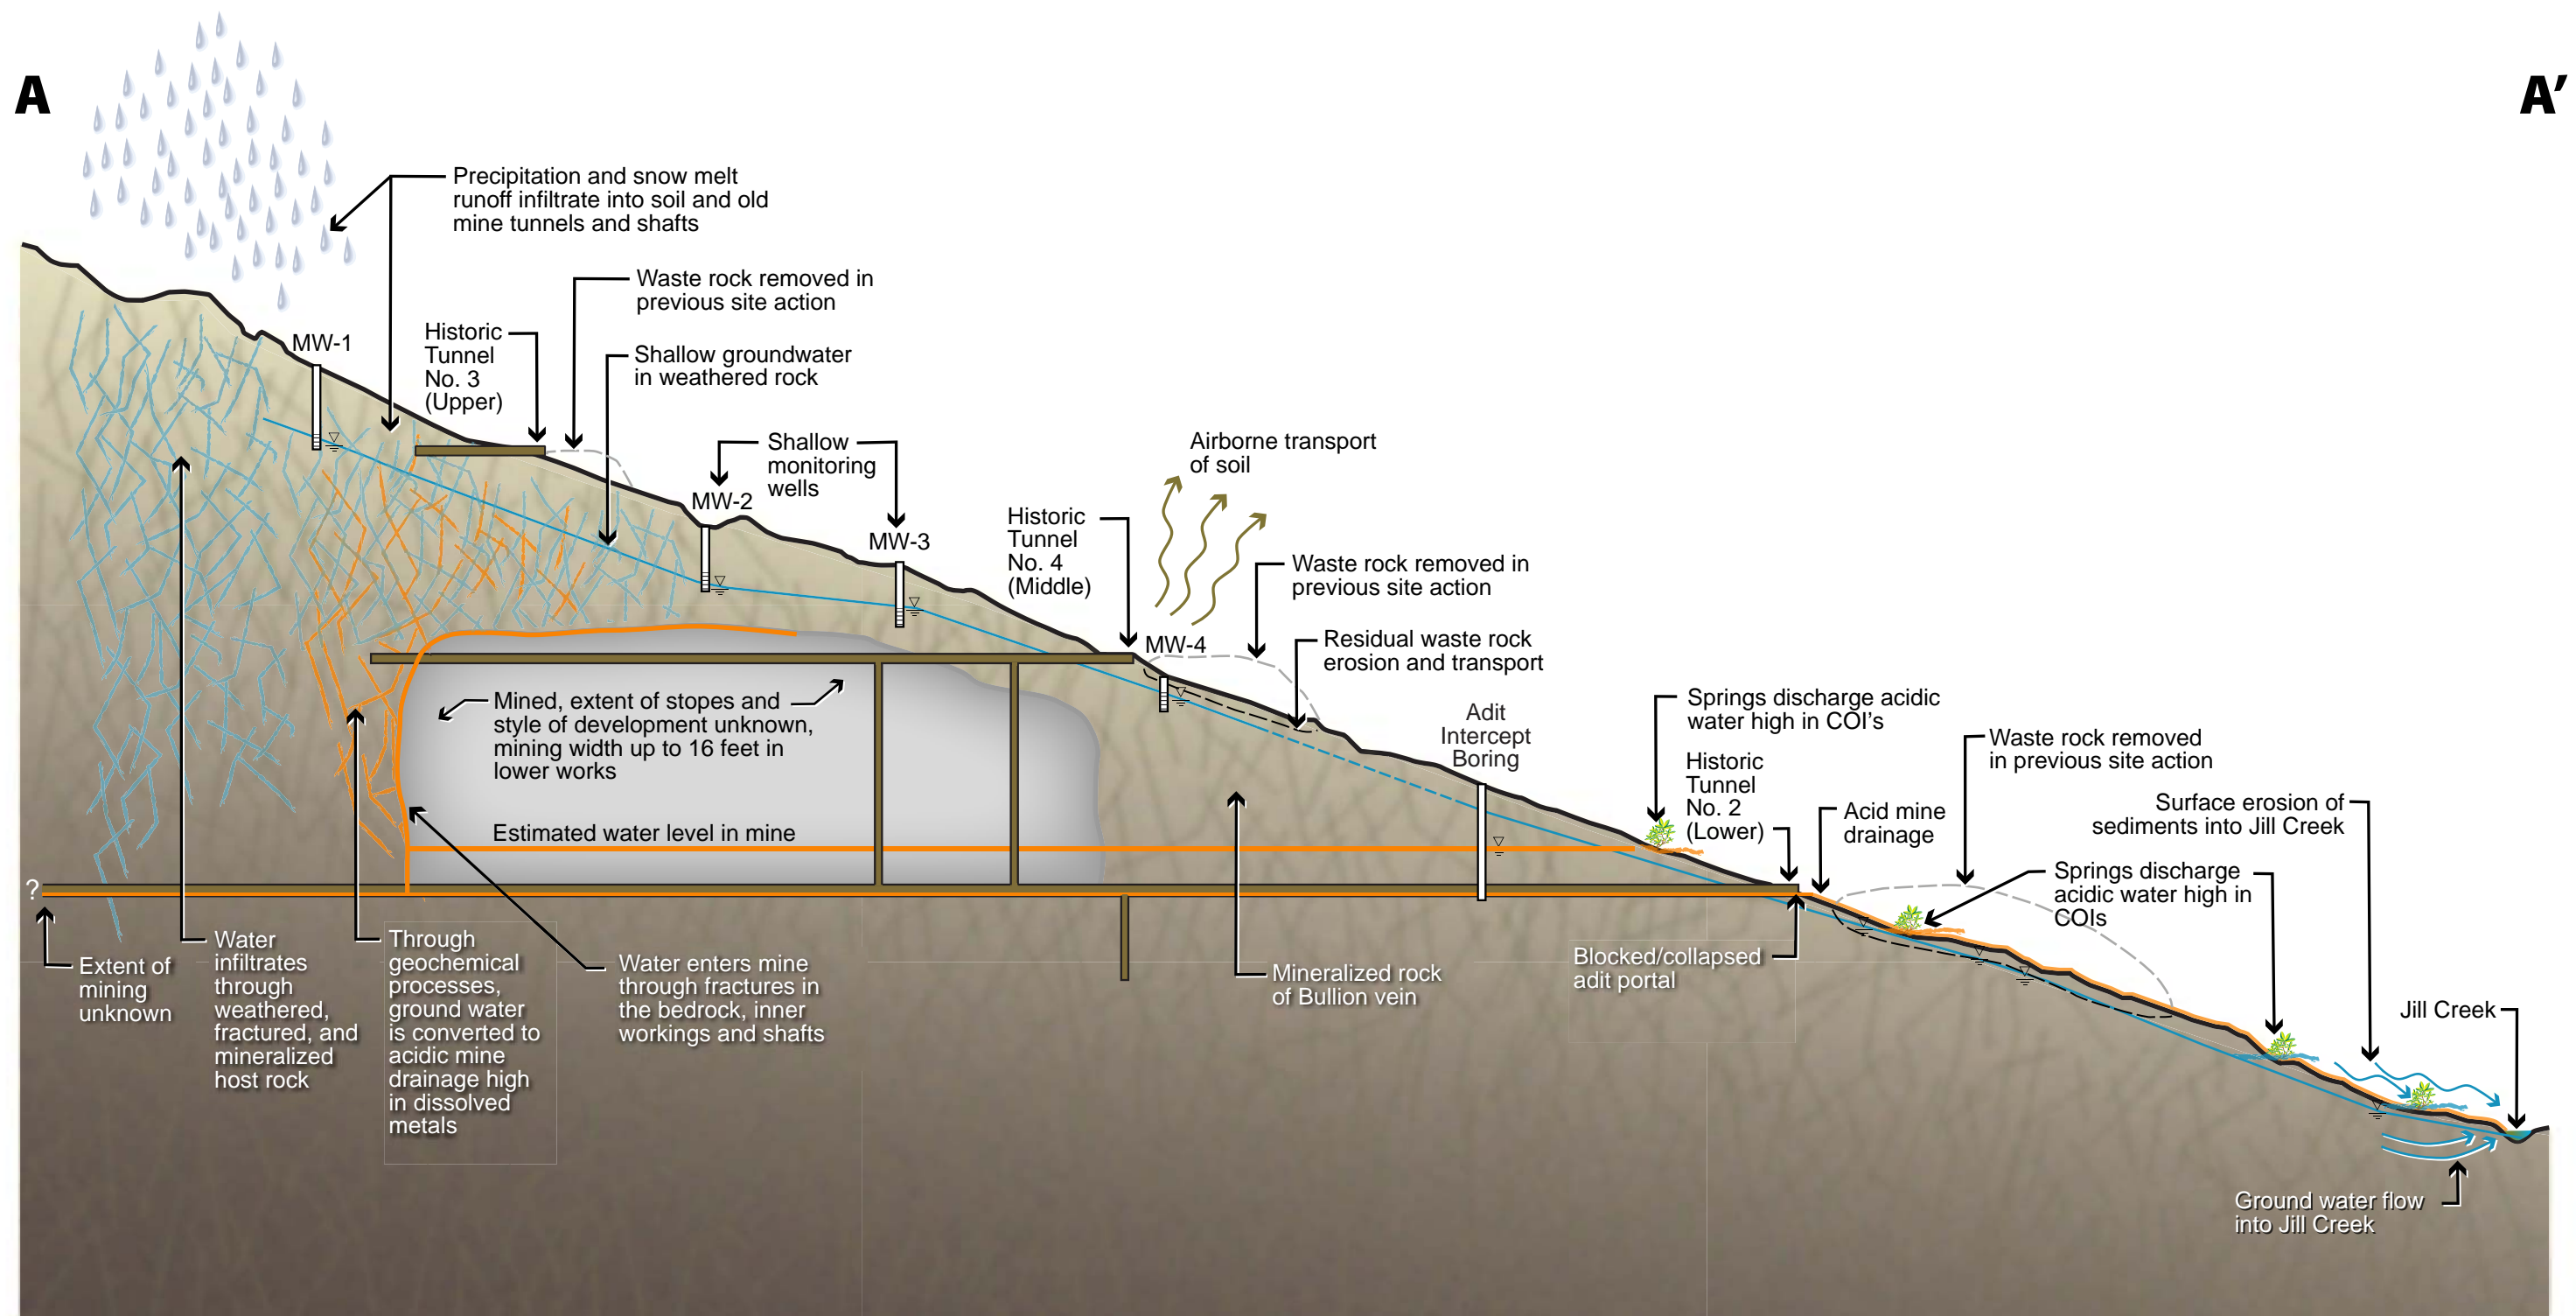 A
A’
Precipitation and snow melt
runoff infiltrate into soil and old
mine tunnels and shafts
Waste rock removed in
previous site action
MW-1
Historic
Tunnel
No. 3
(Upper)
Shallow groundwater
in weathered rock
Shallow
monitoring
wells
MW-2
MW-3
Airborne transport
of soil
Historic
Tunnel
No. 4
(Middle)
Waste rock removed in
previous site action
MW-4
Residual waste rock
erosion and transport
Mined, extent of stopes and
style of development unknown,
mining width up to 16 feet in
lower works
Adit
Intercept
Boring
Springs discharge acidic
water high in COI's
Historic
Tunnel
No. 2
(Lower)
Waste rock removed
in previous site action
Acid mine
drainage
Surface erosion of
sediments into Jill Creek
Estimated water level in mine
Springs discharge
acidic water high in
COIs
?
Extent of
mining
unknown
Water
infiltrates
through
weathered,
fractured, and
mineralized
host rock
Through
geochemical
processes,
ground water
is converted to
acidic mine
drainage high
in dissolved
metals
Water enters mine
through fractures in
the bedrock, inner
workings and shafts
Mineralized rock
of Bullion vein
Blocked/collapsed
adit portal
Jill Creek
Ground water flow
into Jill Creek